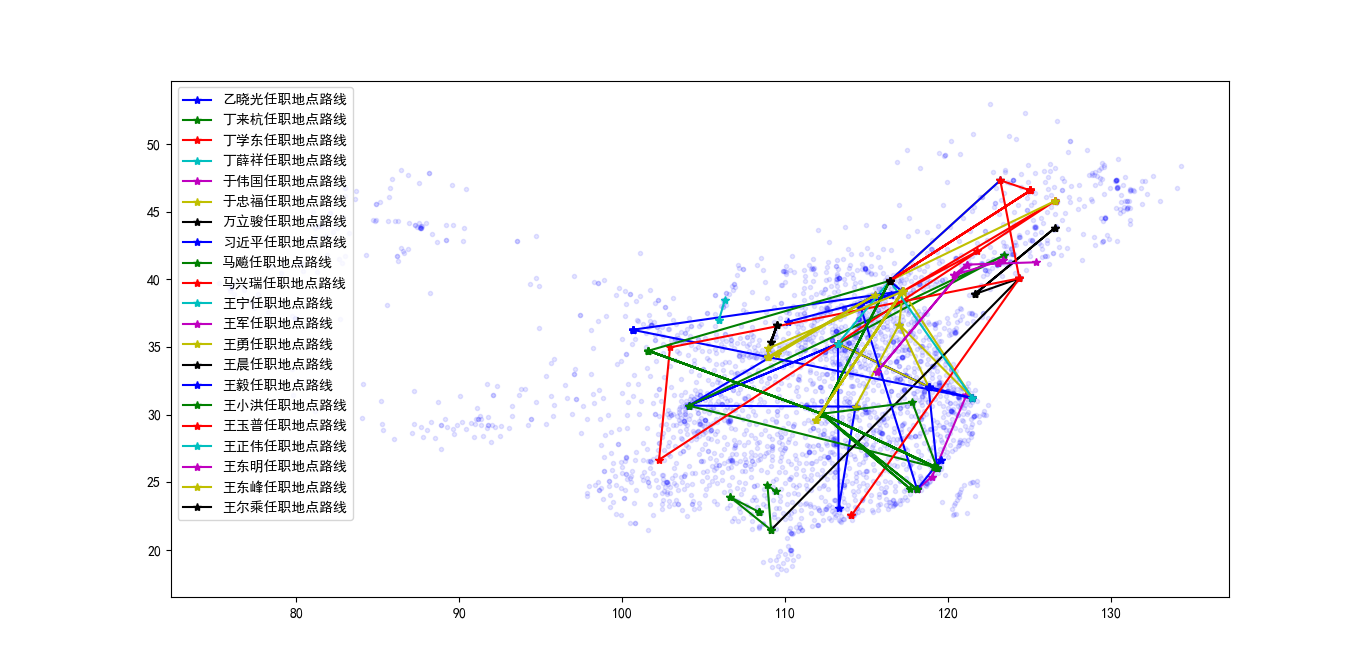 乙晓光任职地点路线
丁来杭任职地点路线
丁学东任职地点路线
丁薛祥任职地点路线
于伟国任职地点路线
于忠福任职地点路线
万立骏任职地点路线
习近平任职地点路线
马飚任职地点路线
马兴瑞任职地点路线
王宁任职地点路线
王军任职地点路线
王勇任职地点路线
王晨任职地点路线
王毅任职地点路线
王小洪任职地点路线
王玉普任职地点路线
王正伟任职地点路线
王东明任职地点路线
王东峰任职地点路线
王尔乘任职地点路线
50
45
40
35
30
25
20
80 90 100 110 120 130